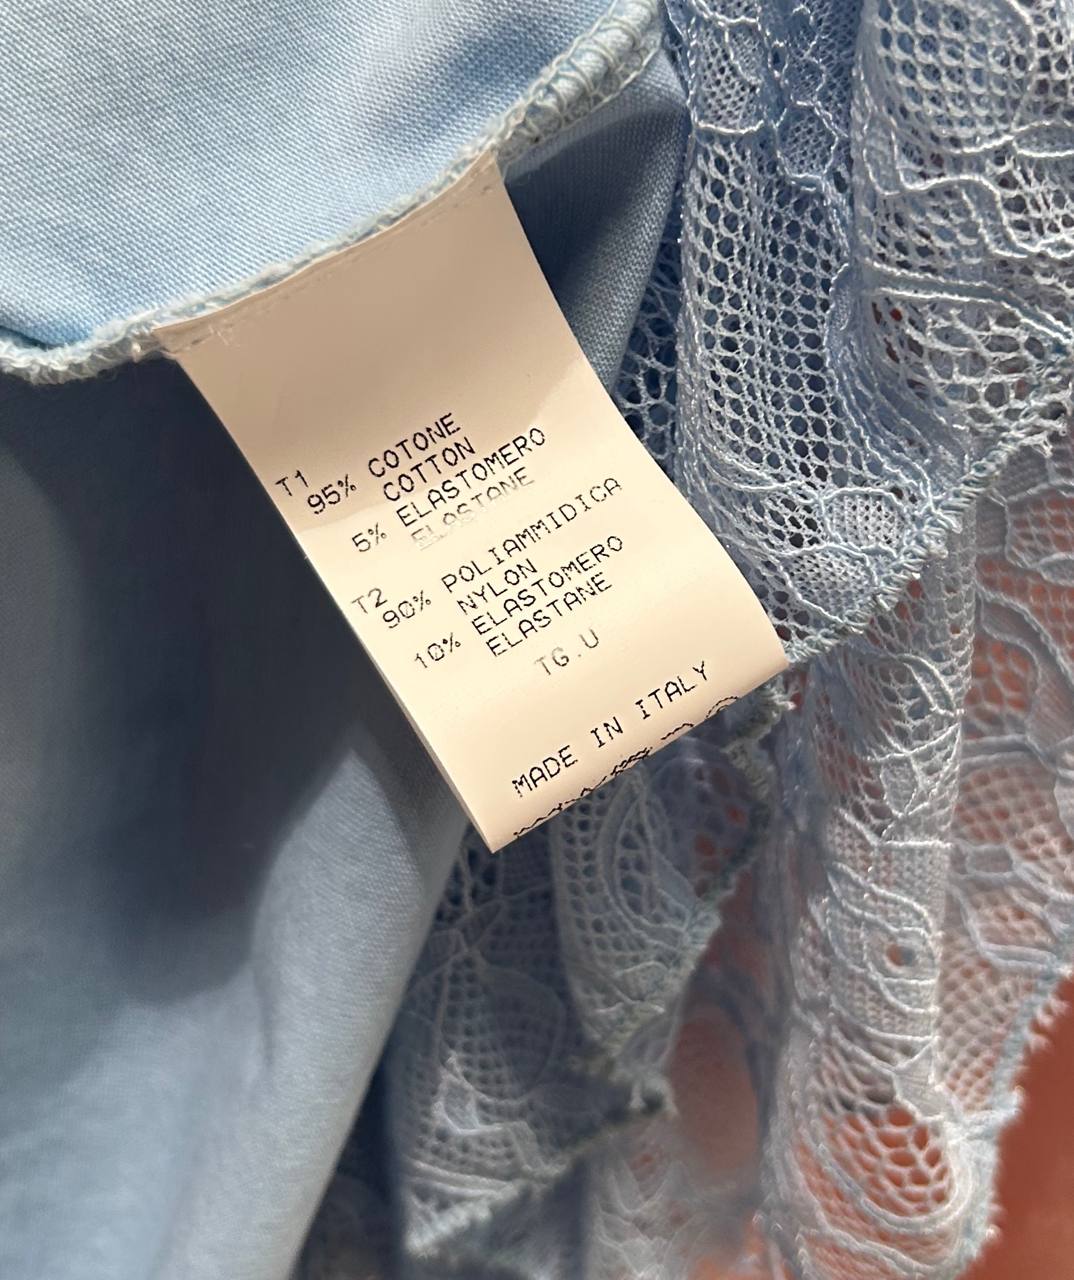 T1
95% COTONE
COTTON
5% ELASTOMERO
ELASTANE
T2
90% POLIAMMIDICA
NYLON
10% ELASTOMERO
ELASTANE
TG.U
MADE IN ITALY